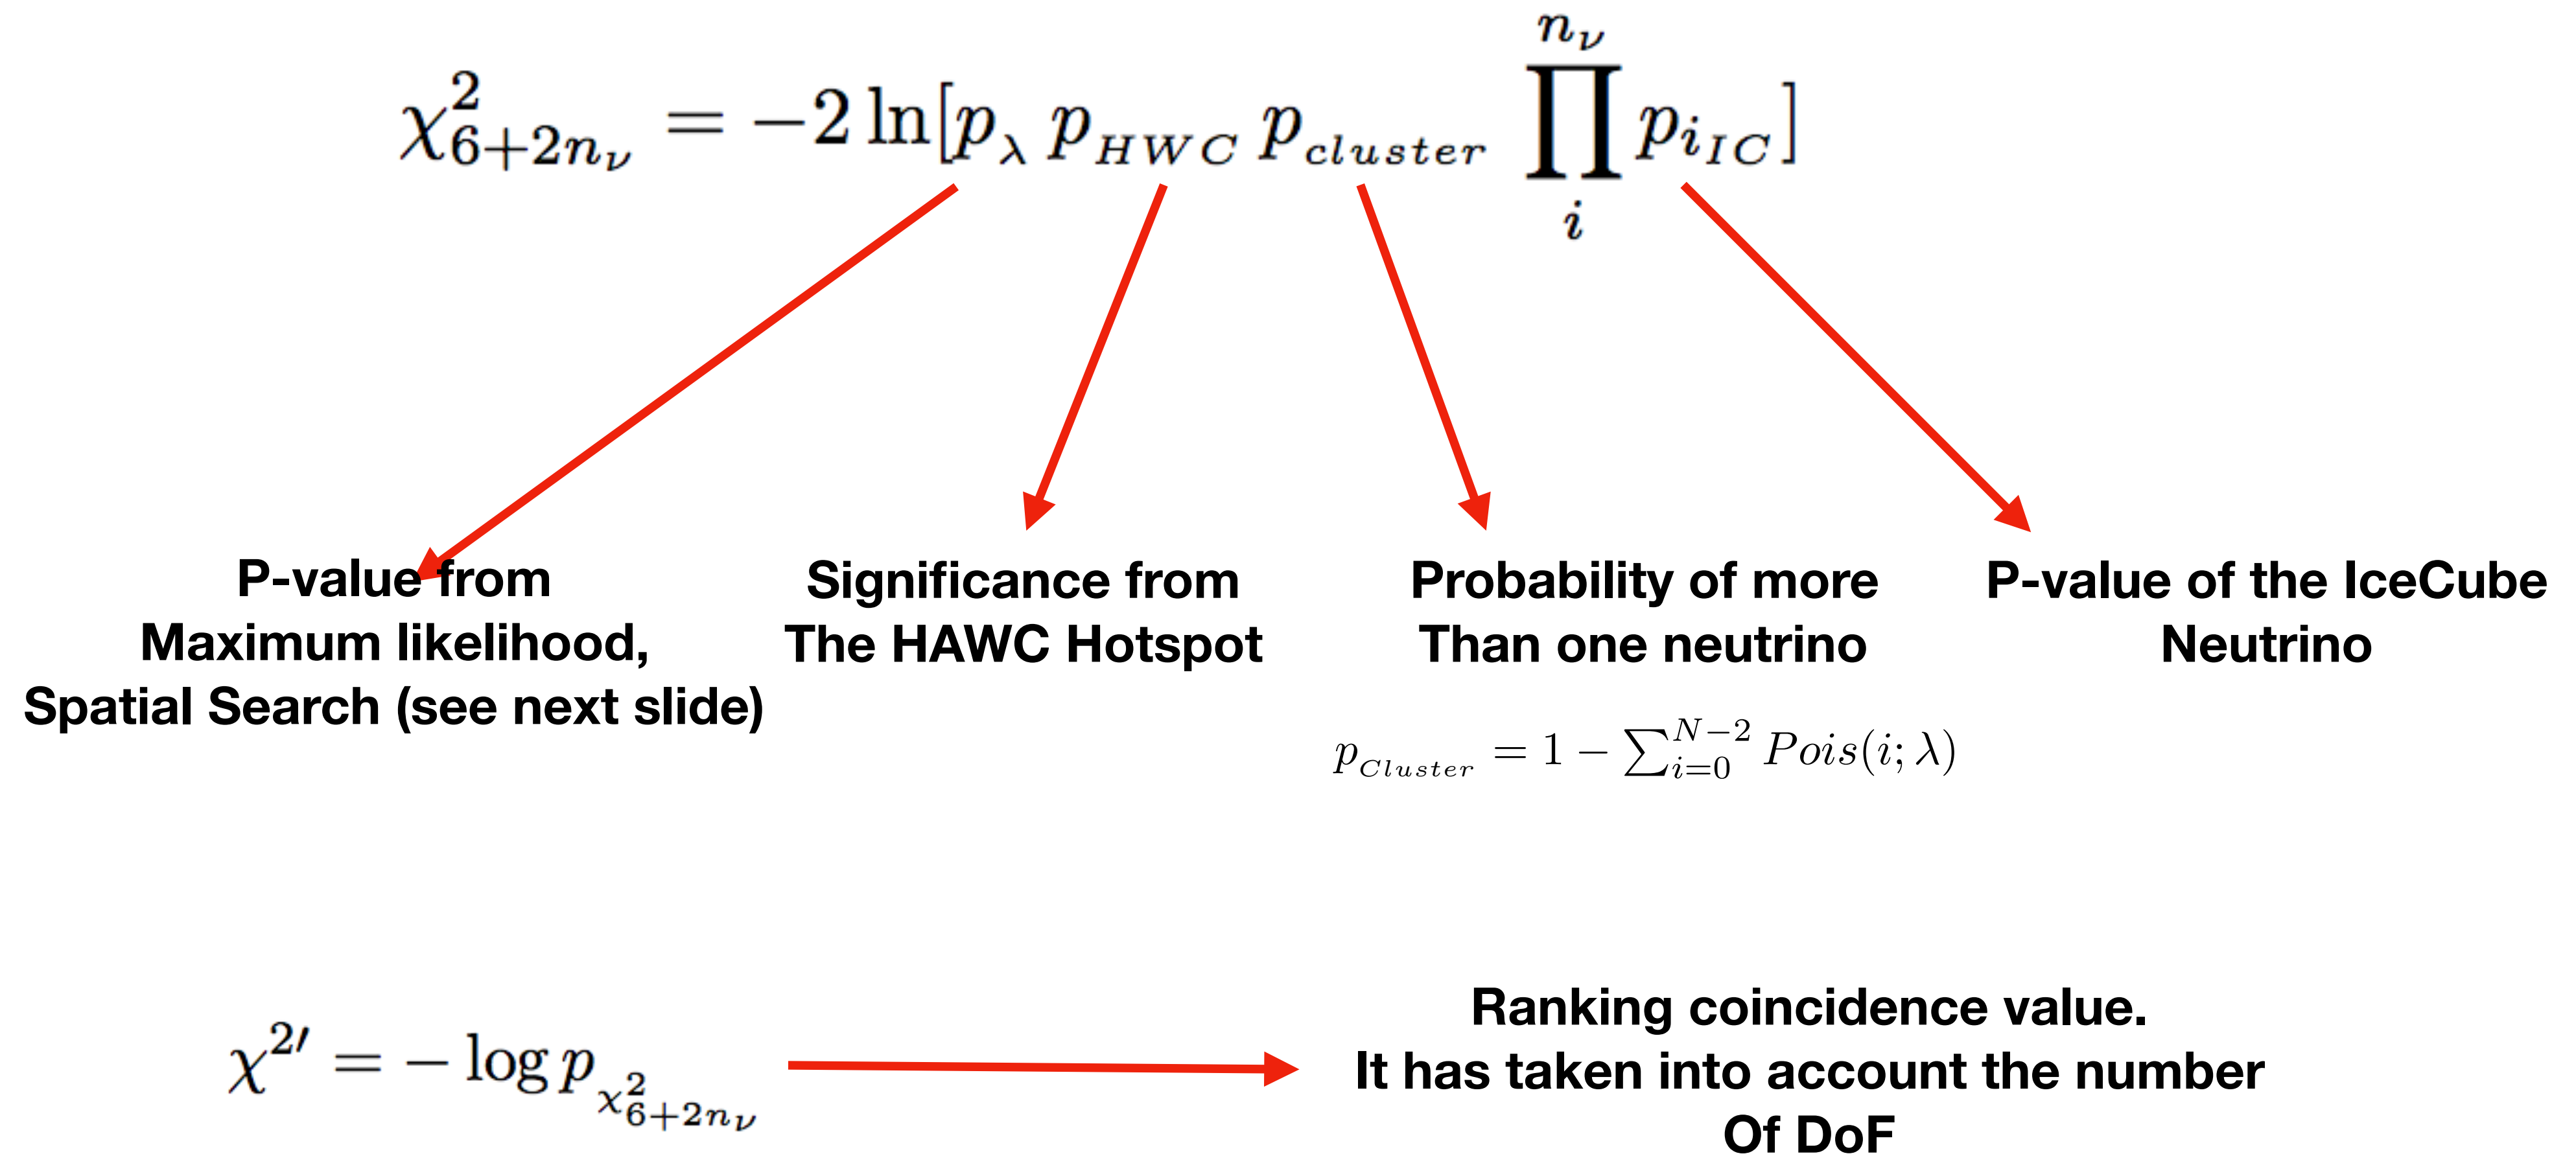 χ²_{6+2n_ν} = −2 ln[p_λ p_{HWC} p_{cluster} ∏_i^{n_ν} p_{i_{IC}}]
P-value from
Maximum likelihood,
Spatial Search (see next slide)
Significance from
The HAWC Hotspot
Probability of more
Than one neutrino
p_{Cluster} = 1 − ∑_{i=0}^{N−2} Pois(i; λ)
P-value of the IceCube
Neutrino
χ^{2′} = − log p_{χ²_{6+2n_ν}}
Ranking coincidence value.
It has taken into account the number
Of DoF